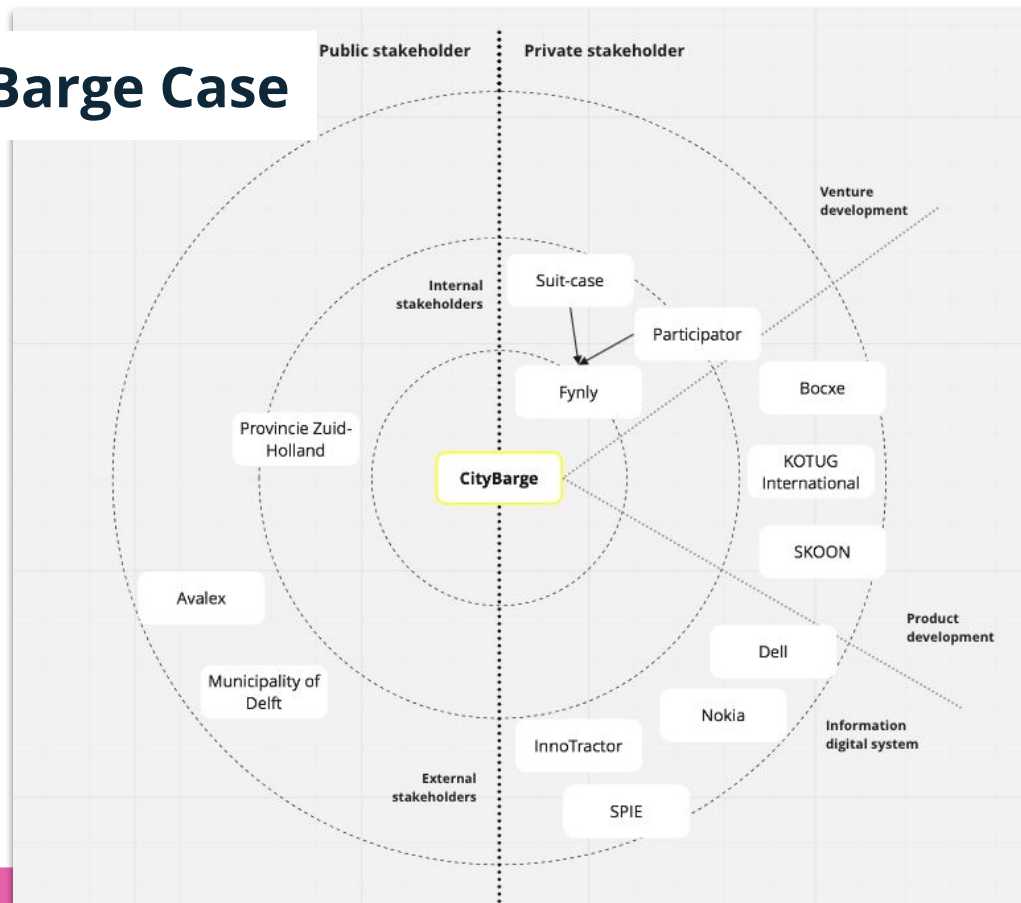 Public stakeholder
Private stakeholder
Barge Case
Venture
development
Internal
stakeholders
Suit-case
Participator
Fynly
Bocxe
Provincie Zuid-
Holland
CityBarge
KOTUG
International
SKOON
Avalex
Product
development
Dell
Municipality of
Delft
Nokia
Information
digital system
InnoTractor
External
stakeholders
SPIE